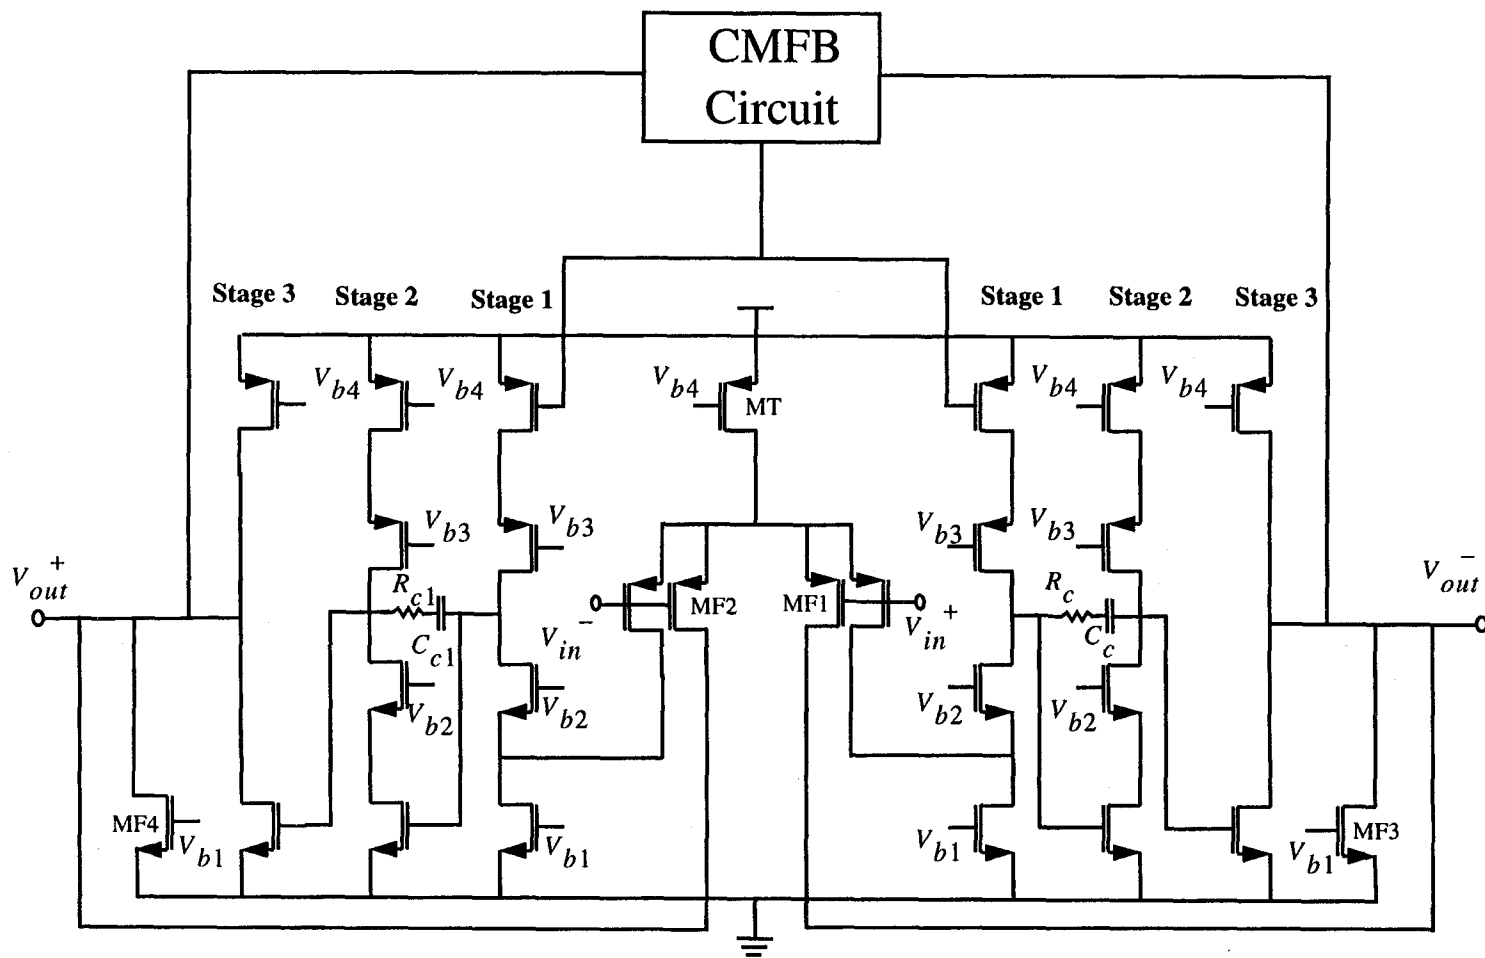 CMFB
Circuit
Stage 3 Stage 2 Stage 1 Stage 1 Stage 2 Stage 3
V_b4 V_b4 V_b4 MT V_b4 V_b4
V_b3 V_b3 V_b3 V_b3
V_out^+ R_c1 MF2 MF1 R_c V_out^-
C_c1 V_in^- V_in^+ C_c
V_b2 V_b2 V_b2 V_b2
MF4 V_b1 V_b1 V_b1 V_b1 MF3